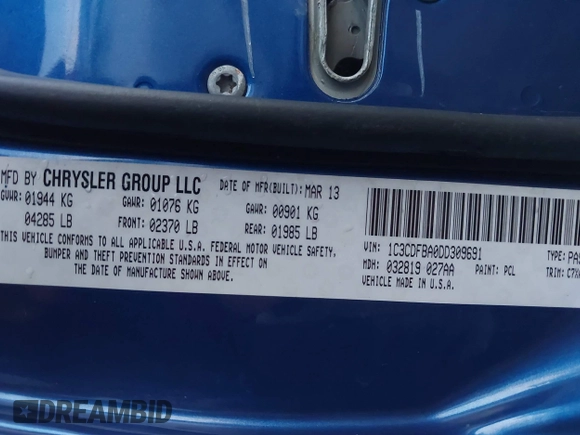 MFD BY CHRYSLER GROUP LLC DATE OF MFR(BUILT): MAR 13
GVWR: 01944 KG GAWR: 01076 KG GAWR: 00901 KG
04285 LB FRONT: 02370 LB REAR: 01985 LB
THIS VEHICLE CONFORMS TO ALL APPLICABLE U.S.A. FEDERAL MOTOR VEHICLE SAFETY,
BUMPER AND THEFT PREVENTION STANDARDS IN EFFECT ON
THE DATE OF MANUFACTURE SHOWN ABOVE.
VIN: 1C3CDFBA0DD309691 TYPE: PAS
MDH: 032819 027AA PAINT: PCL TRIM: C7X
VEHICLE MADE IN U.S.A.
DREAMBID